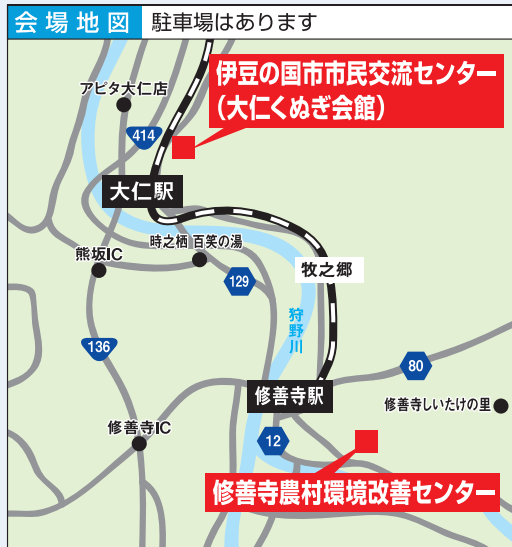 会場地図 駐車場はあります
伊豆の国市市民交流センター
（大仁くぬぎ会館）
アピタ大仁店
414
大仁駅
時之栖 百笑の湯
熊坂IC
牧之郷
129
狩野川
136
80
修善寺駅
修善寺しいたけの里
修善寺IC
12
修善寺農村環境改善センター